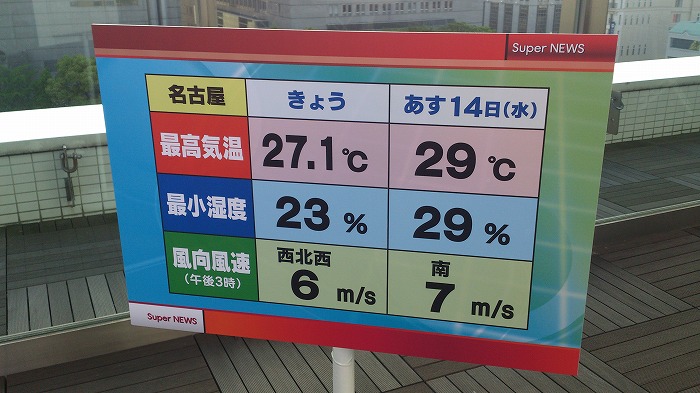 Super NEWS
名古屋 きょう あす14日(水)
最高気温 27.1℃ 29℃
最小湿度 23% 29%
風向風速 西北西 南
(午後3時) 6 m/s 7 m/s
Super NEWS